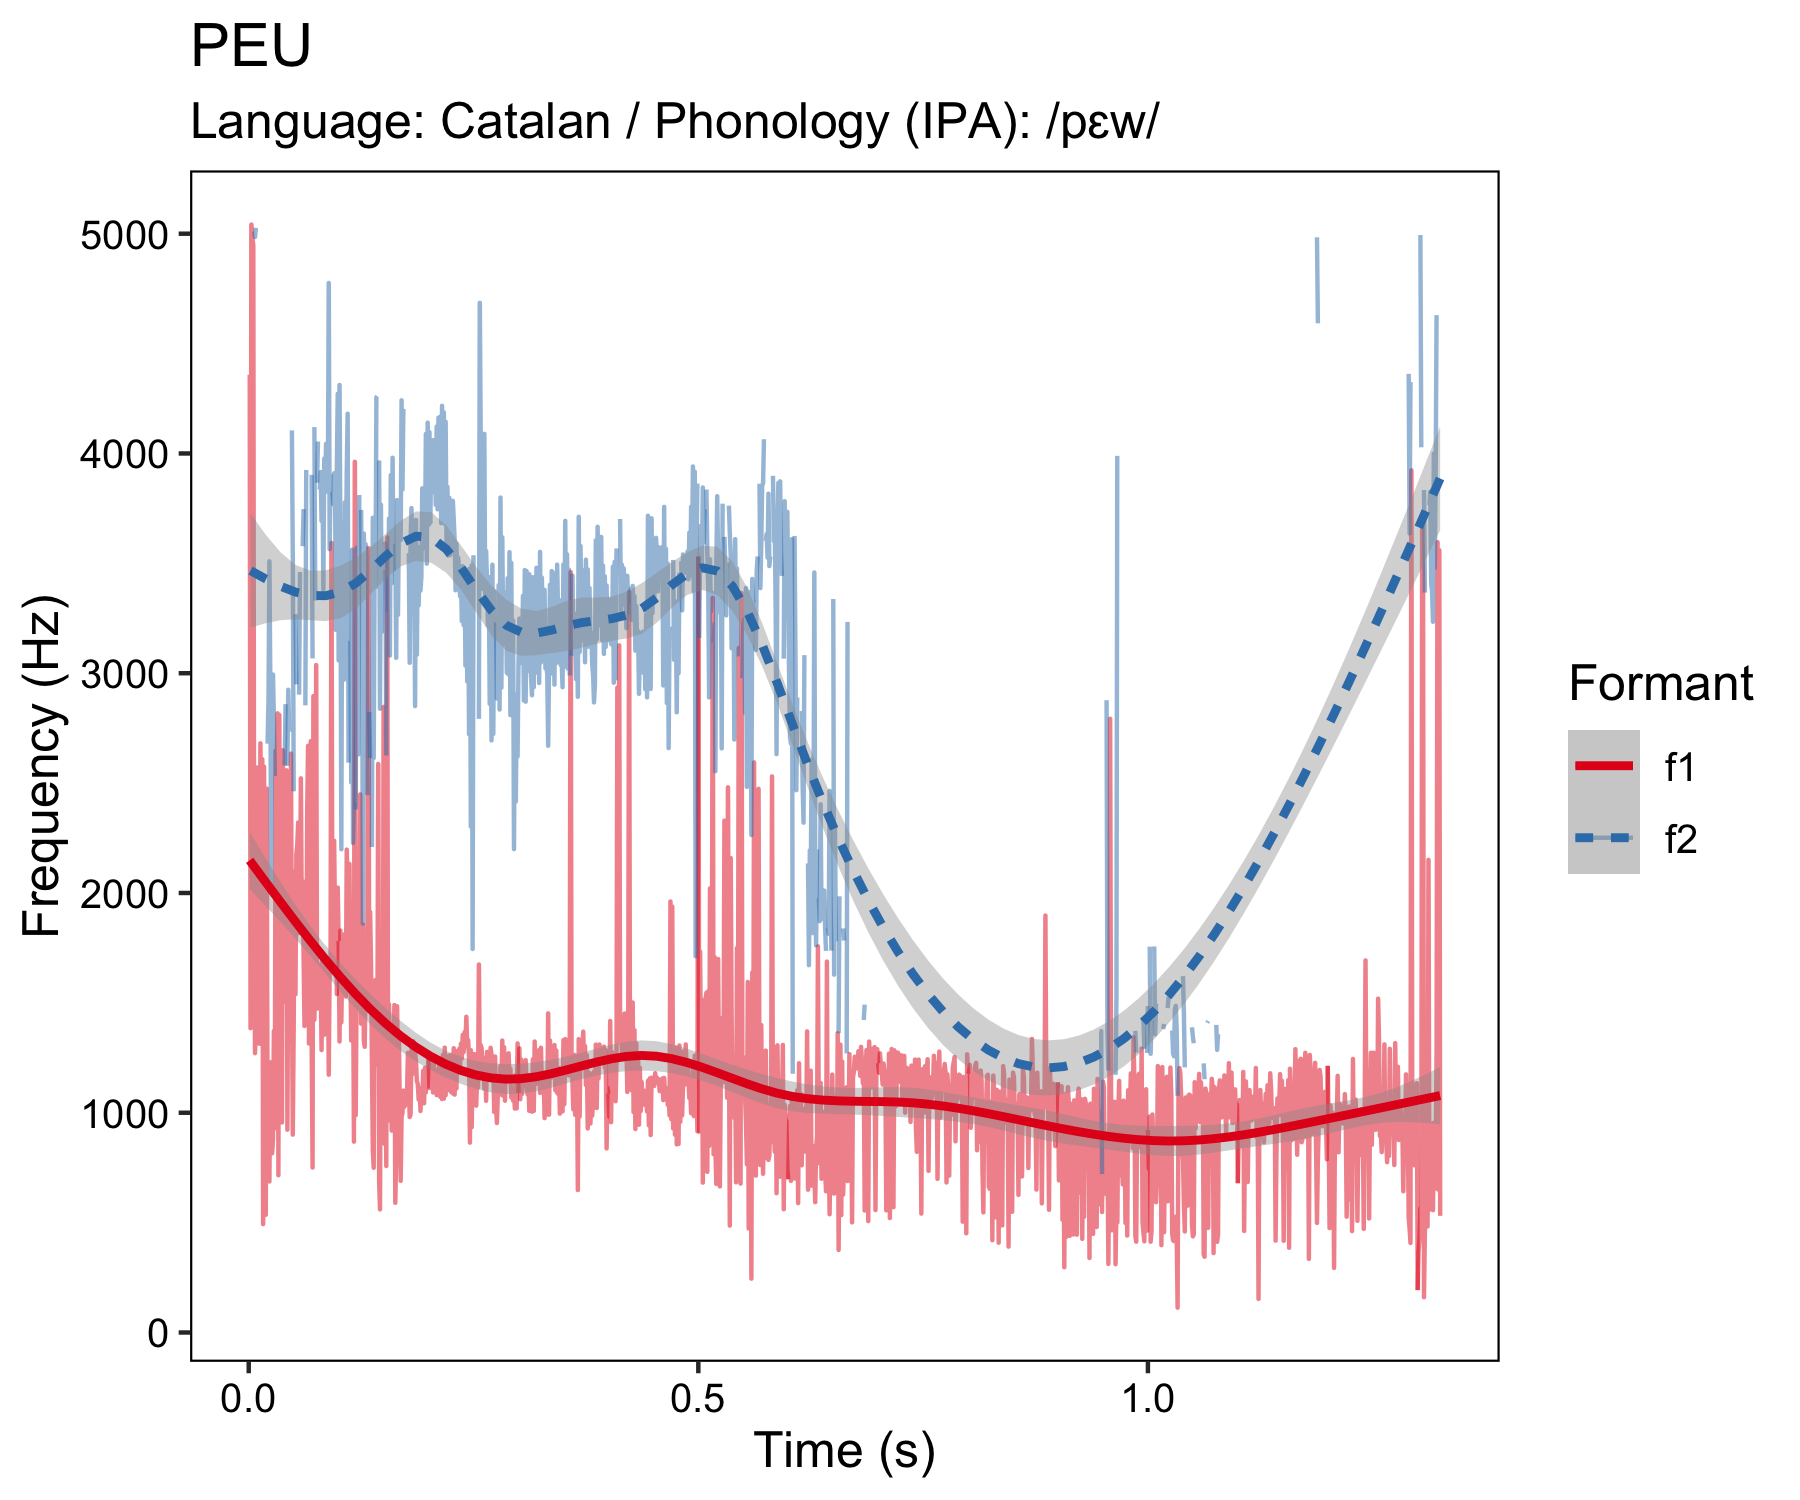 PEU
Language: Catalan / Phonology (IPA): /pɛw/
Frequency (Hz)
5000
4000
3000
2000
1000
0
0.0 0.5 1.0
Time (s)
Formant
f1
f2